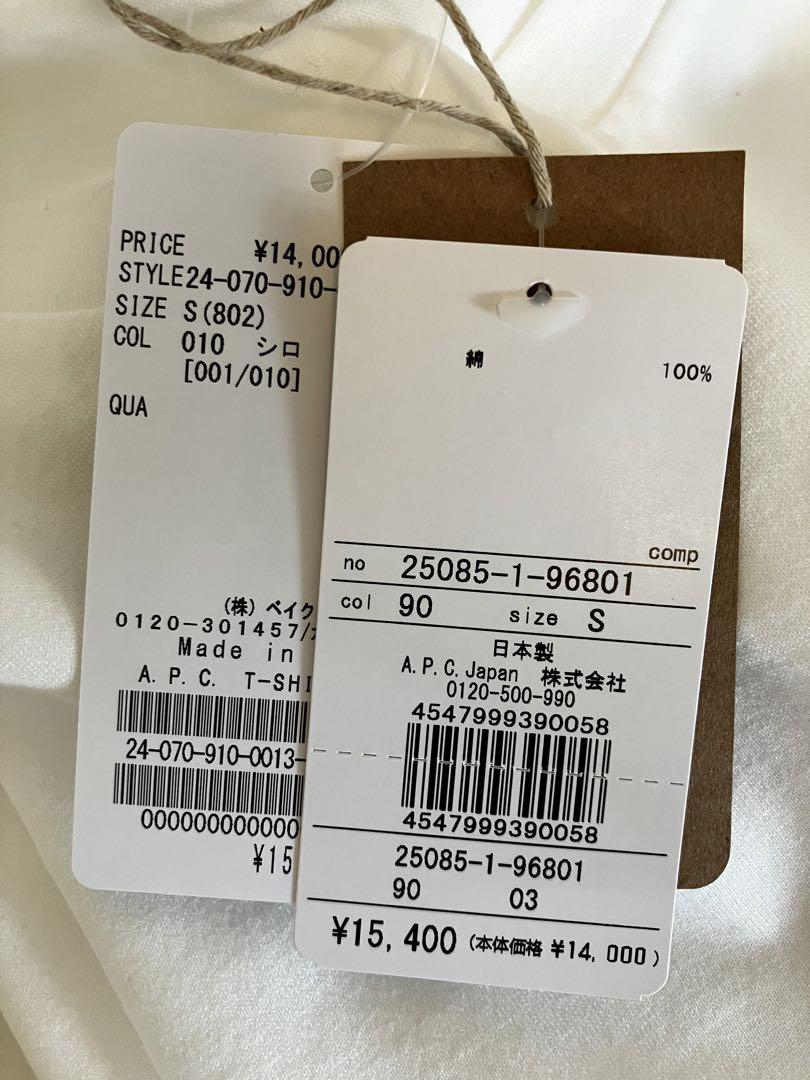 PRICE ¥14,00
STYLE 24-070-910-
SIZE S(802)
COL 010 シロ
[001/010]
QUA
(株) ベイク
0120-301457/
Made in
A. P. C. T-SHI
24-070-910-0013-
000000000000
¥15
綿 100%
comp
no 25085-1-96801
col 90 size S
日本製
A.P.C.Japan 株式会社
0120-500-990
4547999390058
4547999390058
25085-1-96801
90 03
¥15,400 (本体価格 ¥14,000)